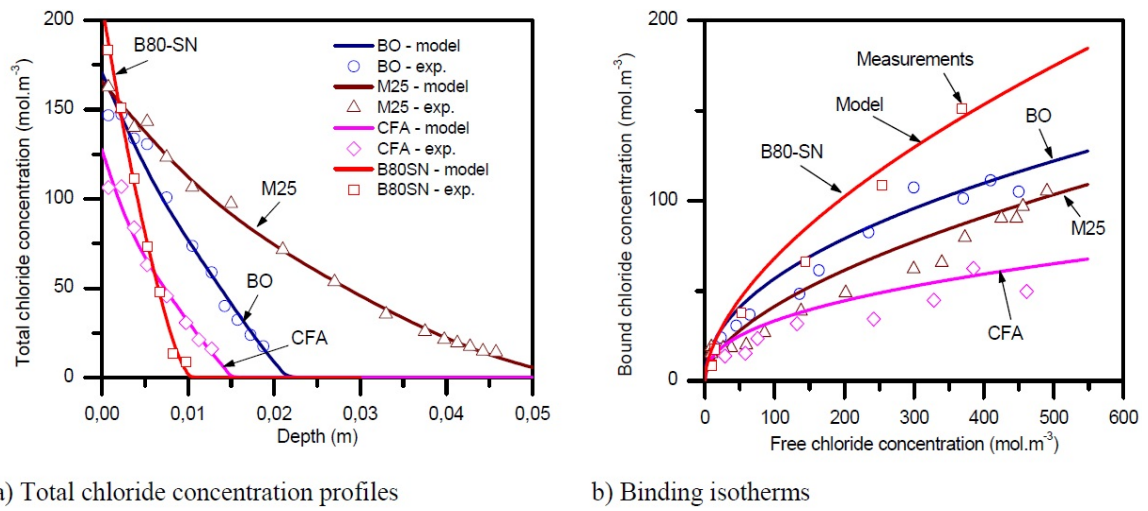 200
150
100
50
0
Total chloride concentration (mol.m-3)
B80-SN
BO - model
BO - exp.
M25 - model
M25 - exp.
CFA - model
CFA - exp.
B80SN - model
B80SN - exp.
M25
BO
CFA
0,00 0,01 0,02 0,03 0,04 0,05
Depth (m)
a) Total chloride concentration profiles
200
100
0
Bound chloride concentration (mol.m-3)
Measurements
Model
BO
B80-SN
M25
CFA
0 100 200 300 400 500 600
Free chloride concentration (mol.m-3)
b) Binding isotherms